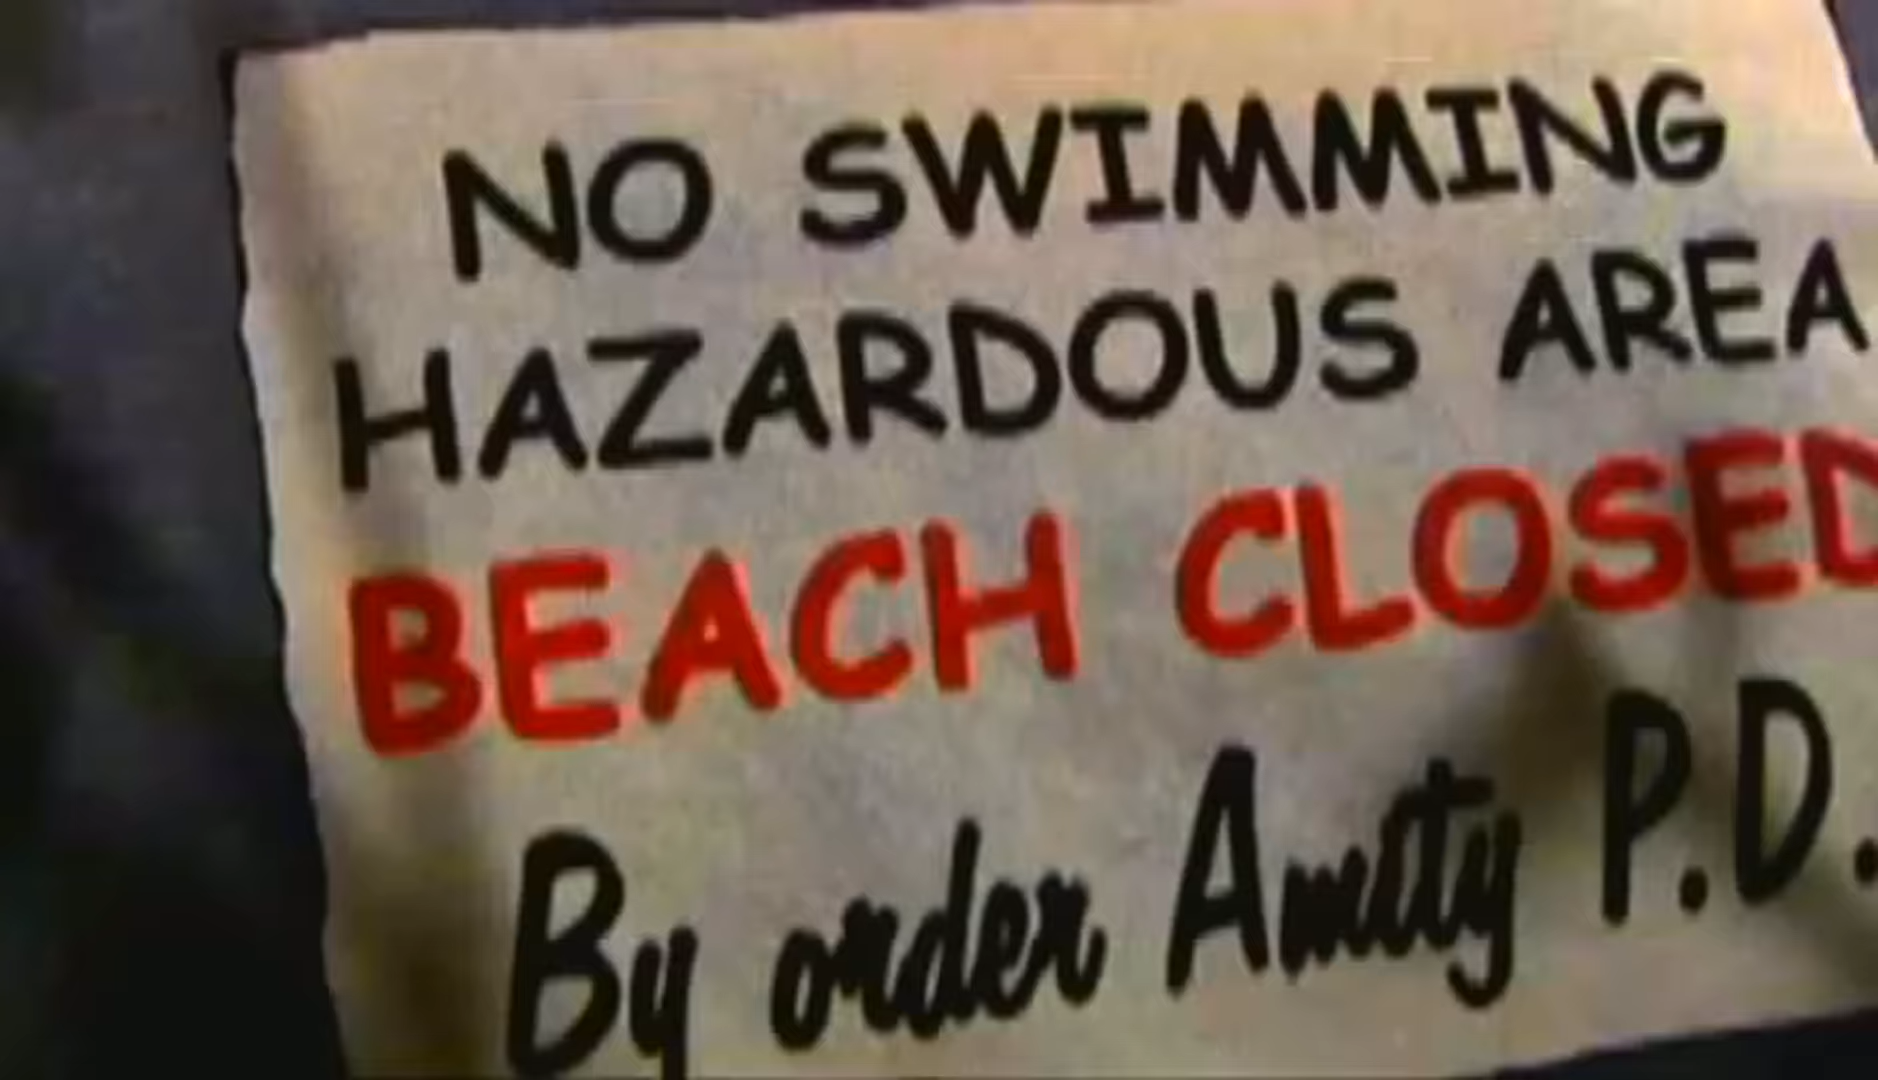 NO SWIMMING
HAZARDOUS AREA
BEACH CLOSED
By order Amity P.D.